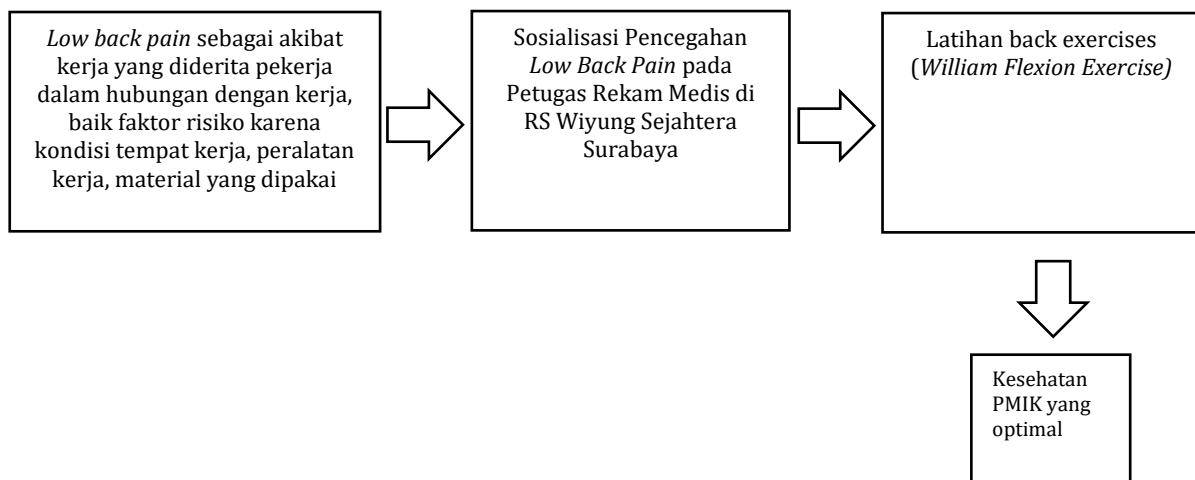 Low back pain sebagai akibat
kerja yang diderita pekerja
dalam hubungan dengan kerja,
baik faktor risiko karena
kondisi tempat kerja, peralatan
kerja, material yang dipakai
Sosialisasi Pencegahan
Low Back Pain pada
Petugas Rekam Medis di
RS Wiyung Sejahtera
Surabaya
Latihan back exercises
(William Flexion Exercise)
Kesehatan
PMIK yang
optimal